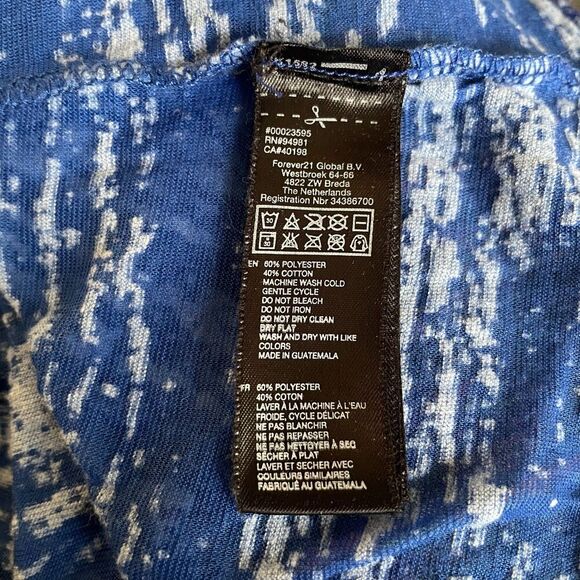 #00023595
RN#94981
CA#40198
Forever21 Global B.V.
Westbroek 64-66
4822 ZW Breda
The Netherlands
Registration Nbr 34386700
30
30
EN 60% POLYESTER
40% COTTON
MACHINE WASH COLD
GENTLE CYCLE
DO NOT BLEACH
DO NOT IRON
DO NOT DRY CLEAN
DRY FLAT
WASH AND DRY WITH LIKE
COLORS
MADE IN GUATEMALA
FR 60% POLYESTER
40% COTON
LAVER À LA MACHINE À L'EAU
FROIDE, CYCLE DÉLICAT
NE PAS BLANCHIR
NE PAS REPASSER
NE PAS NETTOYER À SEC
SÉCHER À PLAT
LAVER ET SECHER AVEC
COULEURS SIMILAIRES
FABRIQUÉ AU GUATEMALA